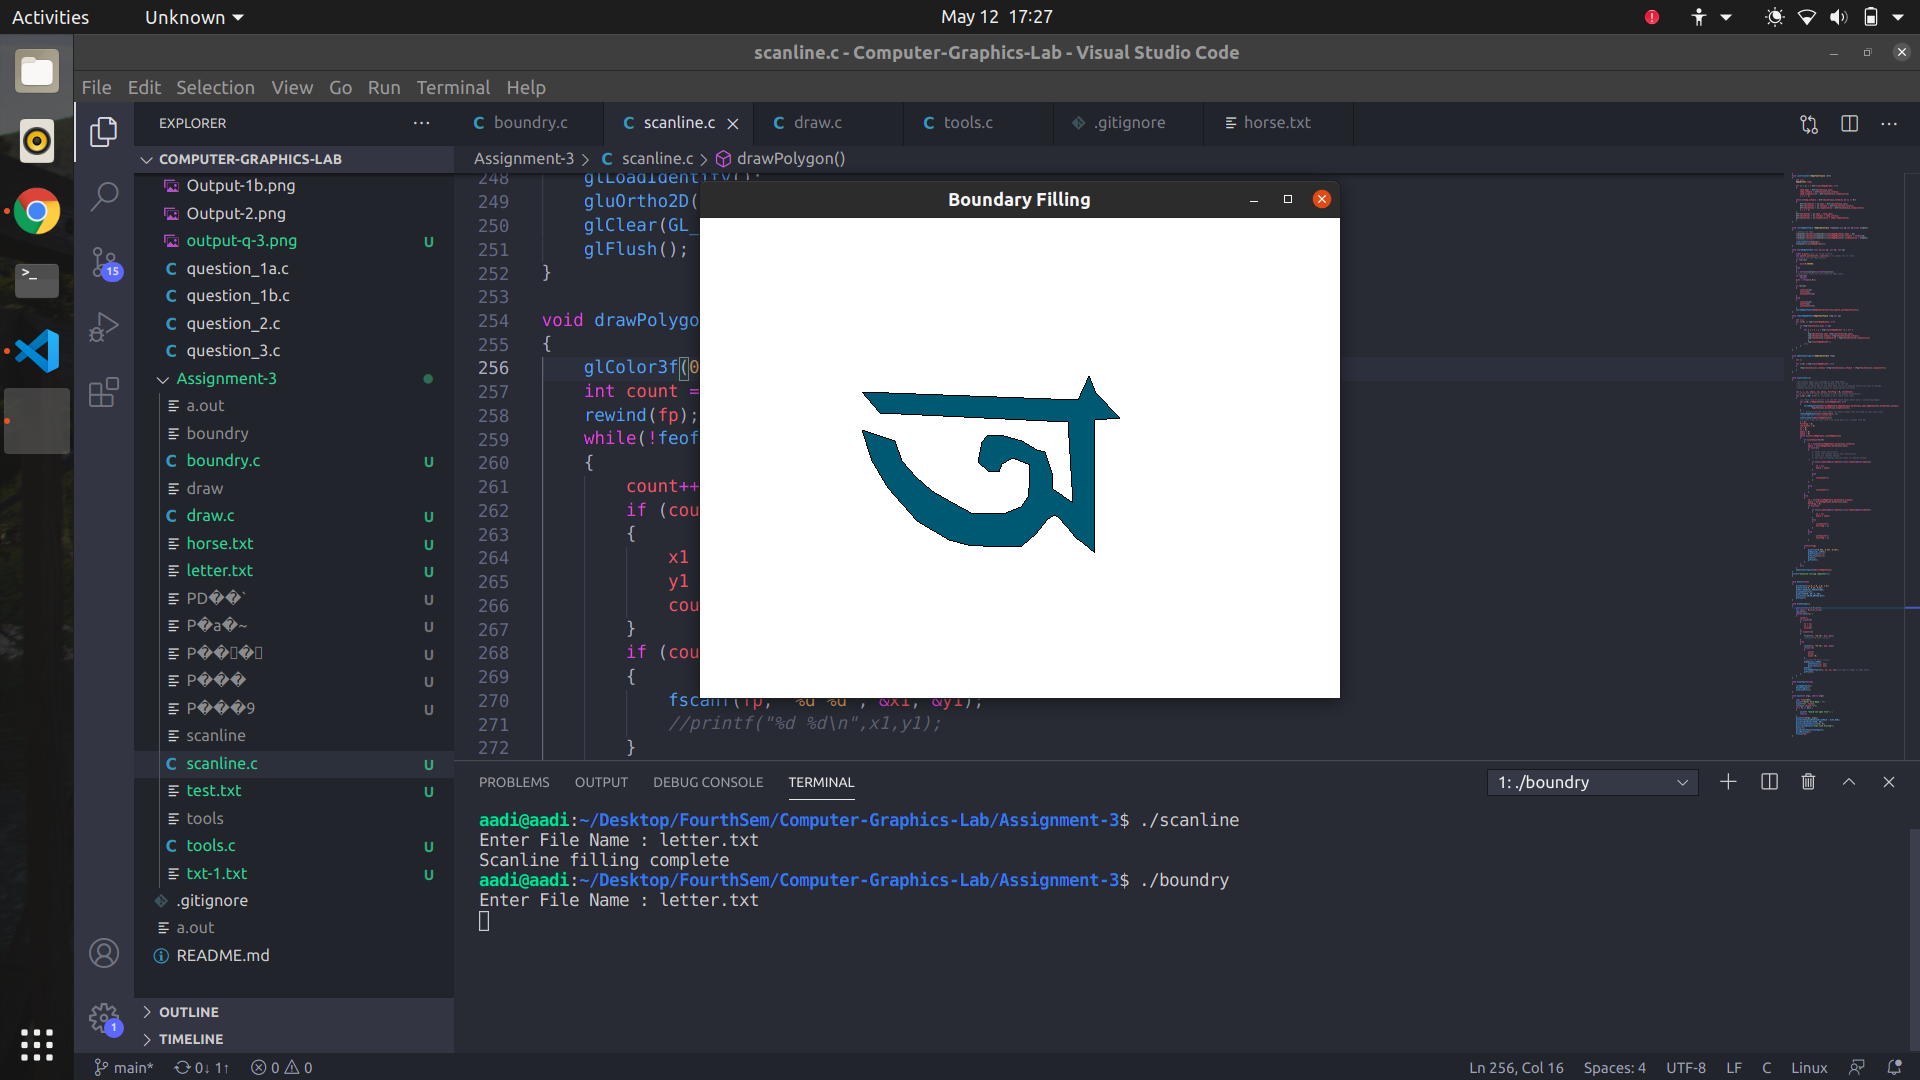 Activities
Unknown
May 12 17:27
scanline.c - Computer-Graphics-Lab - Visual Studio Code
File Edit Selection View Go Run Terminal Help
EXPLORER
COMPUTER-GRAPHICS-LAB
Output-1b.png
Output-2.png
output-q-3.png U
question_1a.c
question_1b.c
question_2.c
question_3.c
Assignment-3
a.out
boundry
boundry.c U
draw
draw.c U
horse.txt U
letter.txt U
PD��` U
P�a�~ U
P��� U
P���9 U
scanline
scanline.c U
test.txt U
tools
tools.c U
txt-1.txt U
.gitignore
a.out
README.md
OUTLINE
TIMELINE
15
1
boundry.c scanline.c draw.c tools.c .gitignore horse.txt
Assignment-3 > scanline.c > drawPolygon()
248 glLoadIdentity();
249 gluOrtho2D(
250 glClear(GL_
251 glFlush();
252 }
253
254 void drawPolygo
255 {
256 glColor3f(0
257 int count =
258 rewind(fp);
259 while(!feof
260 {
261 count++
262 if (cou
263 {
264 x1
265 y1
266 cou
267 }
268 if (cou
269 {
270 fscanf(fp, "%d %d", &x1, &y1);
271 //printf("%d %d\n",x1,y1);
272 }
Boundary Filling
জ
PROBLEMS OUTPUT DEBUG CONSOLE TERMINAL
1: ./boundry
aadi@aadi:~/Desktop/FourthSem/Computer-Graphics-Lab/Assignment-3$ ./scanline
Enter File Name : letter.txt
Scanline filling complete
aadi@aadi:~/Desktop/FourthSem/Computer-Graphics-Lab/Assignment-3$ ./boundry
Enter File Name : letter.txt
main* 0↓ 1↑ 0 0
Ln 256, Col 16 Spaces: 4 UTF-8 LF C Linux